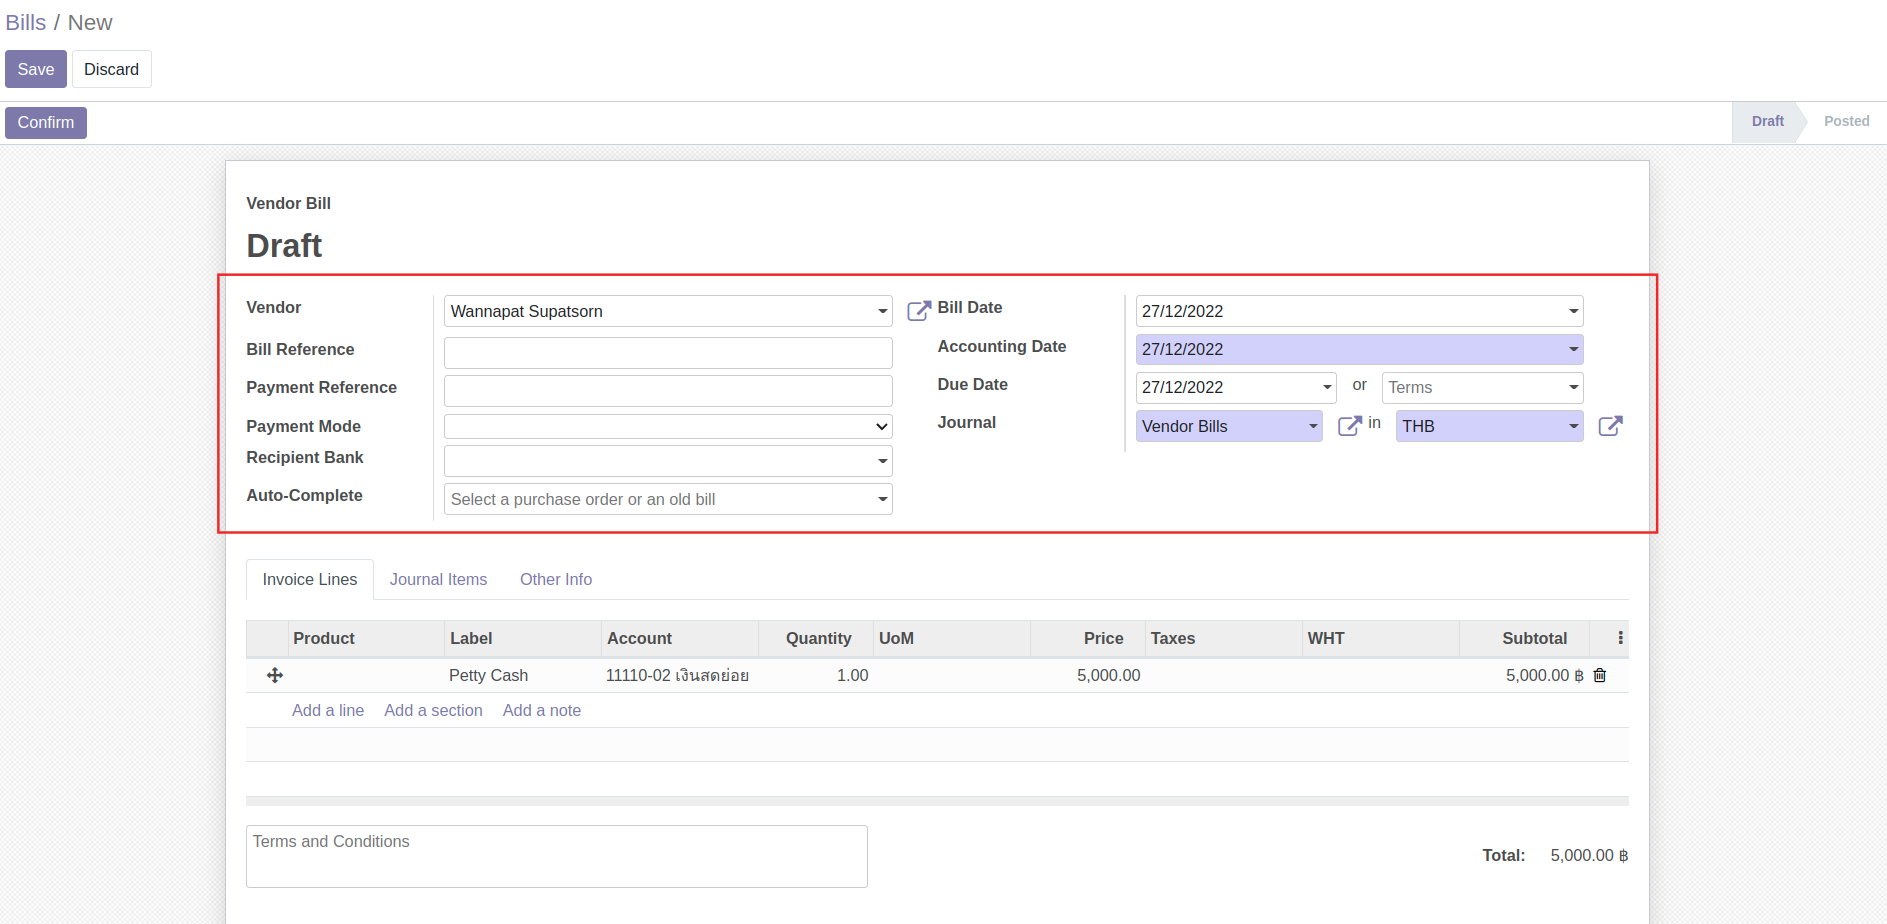 Bills / New
Save Discard
Confirm Draft Posted
Vendor Bill
Draft
Vendor Wannapat Supatsorn Bill Date 27/12/2022
Bill Reference Accounting Date 27/12/2022
Payment Reference Due Date 27/12/2022 or Terms
Payment Mode Journal Vendor Bills in THB
Recipient Bank
Auto-Complete Select a purchase order or an old bill
Invoice Lines Journal Items Other Info
Product Label Account Quantity UoM Price Taxes WHT Subtotal
Petty Cash 11110-02 เงินสดย่อย 1.00 5,000.00 5,000.00 ฿
Add a line Add a section Add a note
Terms and Conditions
Total: 5,000.00 ฿